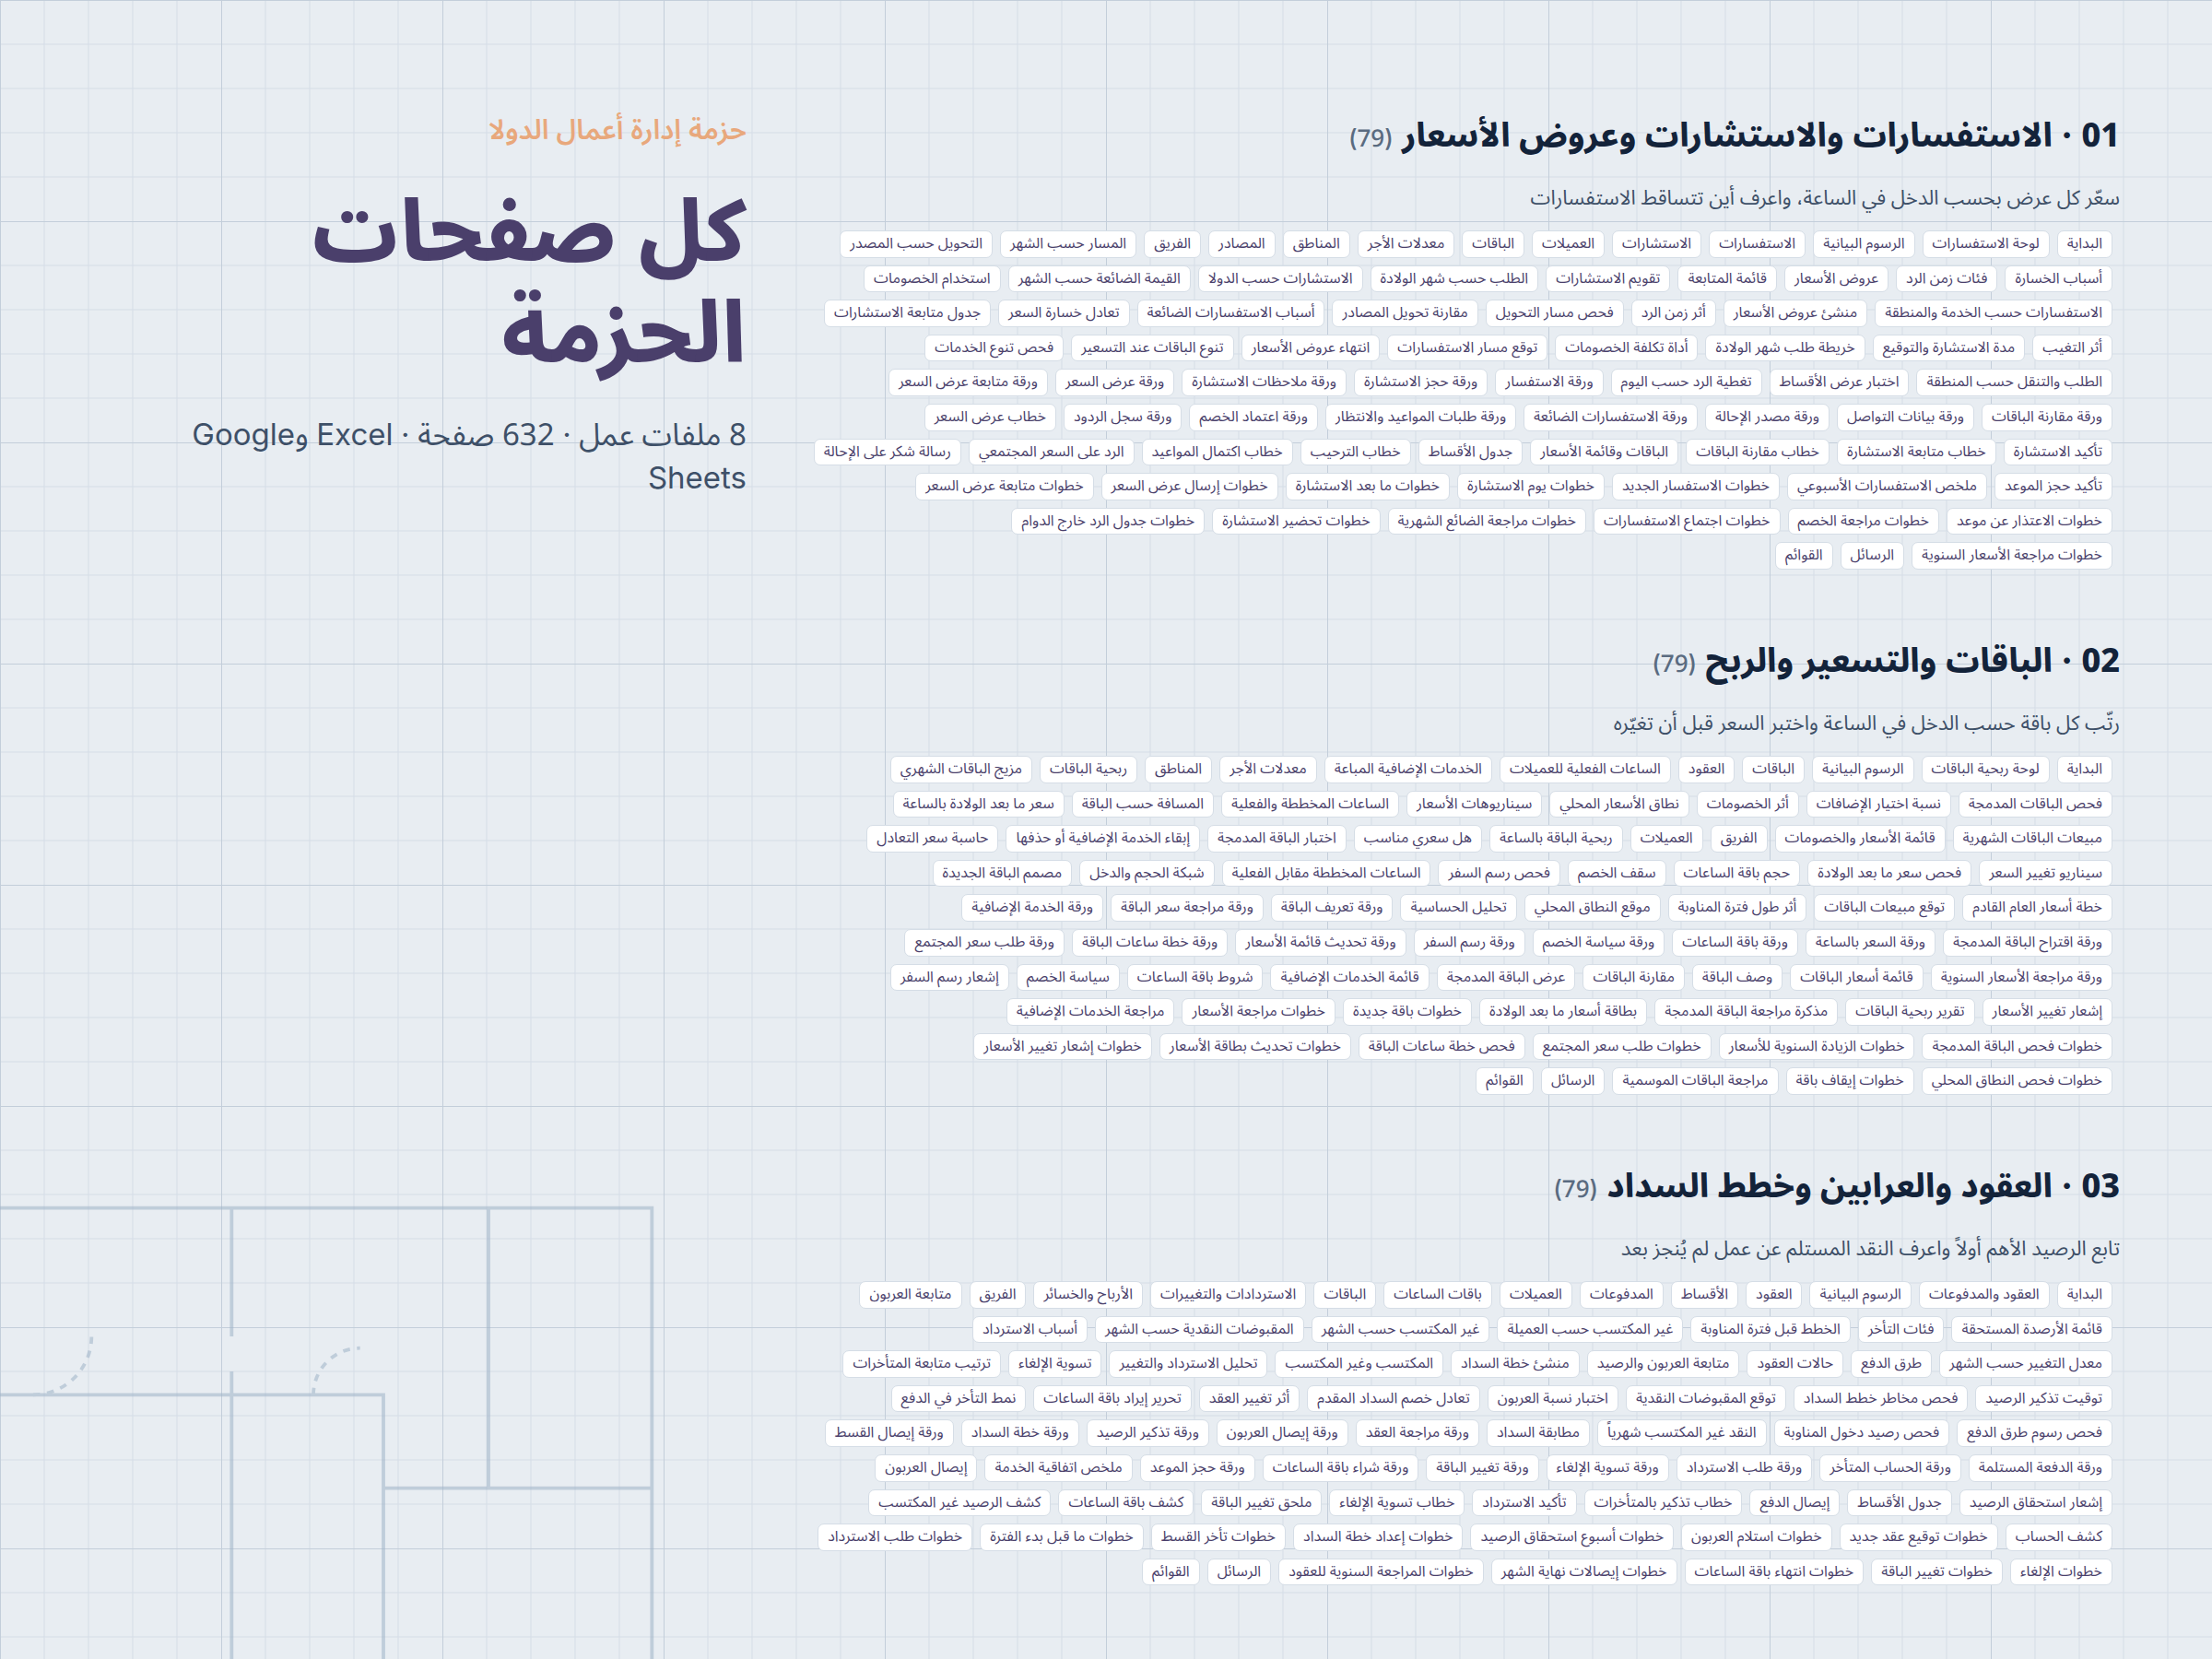 01 · الاستفسارات والاستشارات وعروض الأسعار (79)
سعّر كل عرض بحسب الدخل في الساعة، واعرف أين تتساقط الاستفسارات
البداية لوحة الاستفسارات الرسوم البيانية الاستفسارات الاستشارات العميلات الباقات معدلات الأجر المناطق المصادر الفريق المسار حسب الشهر التحويل حسب المصدر
أسباب الخسارة فئات زمن الرد عروض الأسعار قائمة المتابعة تقويم الاستشارات الطلب حسب شهر الولادة الاستشارات حسب الدولا القيمة الضائعة حسب الشهر استخدام الخصومات
الاستفسارات حسب الخدمة والمنطقة منشئ عروض الأسعار أثر زمن الرد فحص مسار التحويل مقارنة تحويل المصادر أسباب الاستفسارات الضائعة تعادل خسارة السعر جدول متابعة الاستشارات
أثر التغيب مدة الاستشارة والتوقيع خريطة طلب شهر الولادة أداة تكلفة الخصومات توقع مسار الاستفسارات انتهاء عروض الأسعار تنوع الباقات عند التسعير فحص تنوع الخدمات
الطلب والتنقل حسب المنطقة اختبار عرض الأقساط تغطية الرد حسب اليوم ورقة الاستفسار ورقة حجز الاستشارة ورقة ملاحظات الاستشارة ورقة عرض السعر ورقة متابعة عرض السعر
ورقة مقارنة الباقات ورقة بيانات التواصل ورقة مصدر الإحالة ورقة الاستفسارات الضائعة ورقة طلبات المواعيد والانتظار ورقة اعتماد الخصم ورقة سجل الردود خطاب عرض السعر
تأكيد الاستشارة خطاب متابعة الاستشارة خطاب مقارنة الباقات الباقات وقائمة الأسعار جدول الأقساط خطاب الترحيب خطاب اكتمال المواعيد الرد على السعر المجتمعي رسالة شكر على الإحالة
تأكيد حجز الموعد ملخص الاستفسارات الأسبوعي خطوات الاستفسار الجديد خطوات يوم الاستشارة خطوات ما بعد الاستشارة خطوات إرسال عرض السعر خطوات متابعة عرض السعر
خطوات الاعتذار عن موعد خطوات مراجعة الخصم خطوات اجتماع الاستفسارات خطوات مراجعة الضائع الشهرية خطوات تحضير الاستشارة خطوات جدول الرد خارج الدوام
خطوات مراجعة الأسعار السنوية الرسائل القوائم
02 · الباقات والتسعير والربح (79)
رتّب كل باقة حسب الدخل في الساعة واختبر السعر قبل أن تغيّره
البداية لوحة ربحية الباقات الرسوم البيانية الباقات العقود الساعات الفعلية للعميلات الخدمات الإضافية المباعة معدلات الأجر المناطق ربحية الباقات مزيج الباقات الشهري
فحص الباقات المدمجة نسبة اختيار الإضافات أثر الخصومات نطاق الأسعار المحلي سيناريوهات الأسعار الساعات المخططة والفعلية المسافة حسب الباقة سعر ما بعد الولادة بالساعة
مبيعات الباقات الشهرية قائمة الأسعار والخصومات الفريق العميلات ربحية الباقة بالساعة هل سعري مناسب اختبار الباقة المدمجة إبقاء الخدمة الإضافية أو حذفها حاسبة سعر التعادل
سيناريو تغيير السعر فحص سعر ما بعد الولادة حجم باقة الساعات سقف الخصم فحص رسم السفر الساعات المخططة مقابل الفعلية شبكة الحجم والدخل مصمم الباقة الجديدة
خطة أسعار العام القادم توقع مبيعات الباقات أثر طول فترة المناوبة موقع النطاق المحلي تحليل الحساسية ورقة تعريف الباقة ورقة مراجعة سعر الباقة ورقة الخدمة الإضافية
ورقة اقتراح الباقة المدمجة ورقة السعر بالساعة ورقة باقة الساعات ورقة سياسة الخصم ورقة رسم السفر ورقة تحديث قائمة الأسعار ورقة خطة ساعات الباقة ورقة طلب سعر المجتمع
ورقة مراجعة الأسعار السنوية قائمة أسعار الباقات وصف الباقة مقارنة الباقات عرض الباقة المدمجة قائمة الخدمات الإضافية شروط باقة الساعات سياسة الخصم إشعار رسم السفر
إشعار تغيير الأسعار تقرير ربحية الباقات مذكرة مراجعة الباقة المدمجة بطاقة أسعار ما بعد الولادة خطوات باقة جديدة خطوات مراجعة الأسعار مراجعة الخدمات الإضافية
خطوات فحص الباقة المدمجة خطوات الزيادة السنوية للأسعار خطوات طلب سعر المجتمع فحص خطة ساعات الباقة خطوات تحديث بطاقة الأسعار خطوات إشعار تغيير الأسعار
خطوات فحص النطاق المحلي خطوات إيقاف باقة مراجعة الباقات الموسمية الرسائل القوائم
03 · العقود والعرابين وخطط السداد (79)
تابع الرصيد الأهم أولاً واعرف النقد المستلم عن عمل لم يُنجز بعد
البداية العقود والمدفوعات الرسوم البيانية العقود الأقساط المدفوعات العميلات باقات الساعات الباقات الاستردادات والتغييرات الأرباح والخسائر الفريق متابعة العربون
قائمة الأرصدة المستحقة فئات التأخر الخطط قبل فترة المناوبة غير المكتسب حسب العميلة غير المكتسب حسب الشهر المقبوضات النقدية حسب الشهر أسباب الاسترداد
معدل التغيير حسب الشهر طرق الدفع حالات العقود متابعة العربون والرصيد منشئ خطة السداد المكتسب وغير المكتسب تحليل الاسترداد والتغيير تسوية الإلغاء ترتيب متابعة المتأخرات
توقيت تذكير الرصيد فحص مخاطر خطط السداد توقع المقبوضات النقدية اختبار نسبة العربون تعادل خصم السداد المقدم أثر تغيير العقد تحرير إيراد باقة الساعات نمط التأخر في الدفع
فحص رسوم طرق الدفع فحص رصيد دخول المناوبة النقد غير المكتسب شهرياً مطابقة السداد ورقة مراجعة العقد ورقة إيصال العربون ورقة تذكير الرصيد ورقة خطة السداد ورقة إيصال القسط
ورقة الدفعة المستلمة ورقة الحساب المتأخر ورقة طلب الاسترداد ورقة تسوية الإلغاء ورقة تغيير الباقة ورقة شراء باقة الساعات ورقة حجز الموعد ملخص اتفاقية الخدمة إيصال العربون
إشعار استحقاق الرصيد جدول الأقساط إيصال الدفع خطاب تذكير بالمتأخرات تأكيد الاسترداد خطاب تسوية الإلغاء ملحق تغيير الباقة كشف باقة الساعات كشف الرصيد غير المكتسب
كشف الحساب خطوات توقيع عقد جديد خطوات استلام العربون خطوات أسبوع استحقاق الرصيد خطوات إعداد خطة السداد خطوات تأخر القسط خطوات ما قبل بدء الفترة خطوات طلب الاسترداد
خطوات الإلغاء خطوات تغيير الباقة خطوات انتهاء باقة الساعات خطوات إيصالات نهاية الشهر خطوات المراجعة السنوية للعقود الرسائل القوائم
حزمة إدارة أعمال الدولا
كل صفحات
الحزمة
8 ملفات عمل · 632 صفحة · Excel وGoogle
Sheets